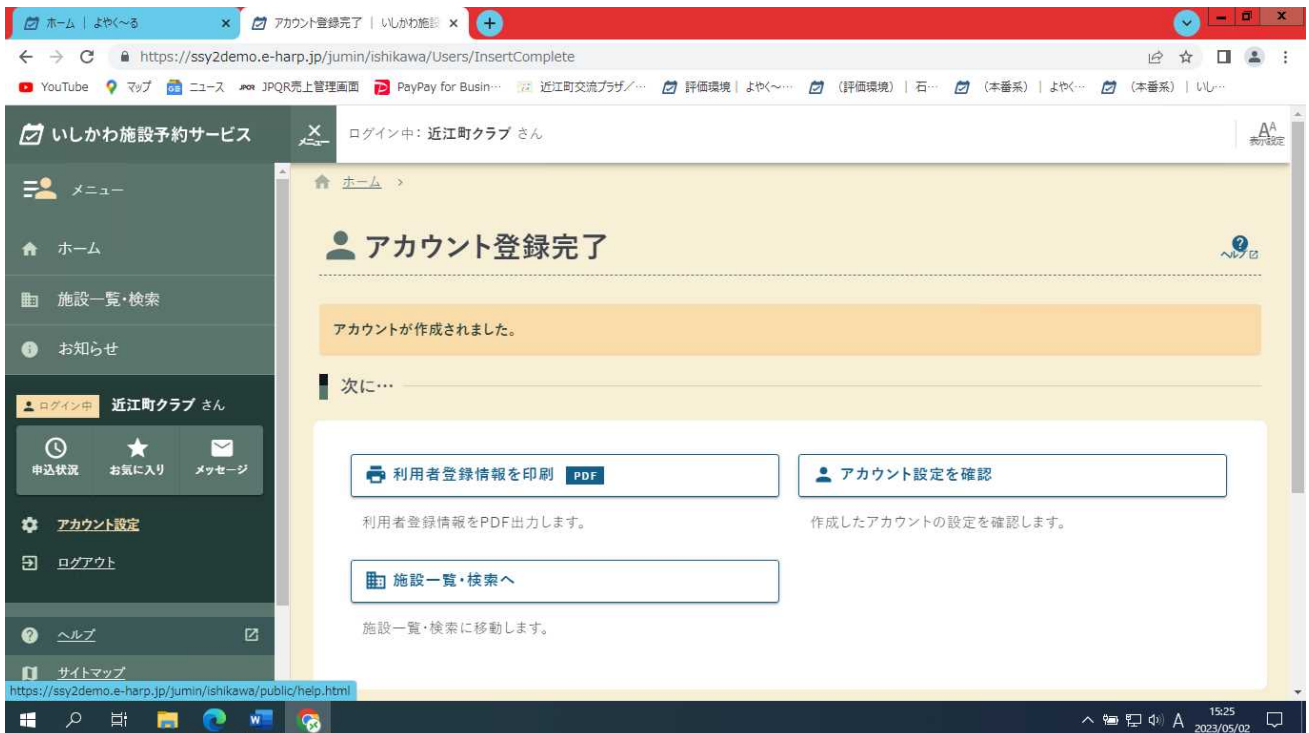 ホーム | よやく～る
アカウント登録完了 | いしかわ施設
https://ssy2demo.e-harp.jp/jumin/ishikawa/Users/InsertComplete
YouTube マップ ニュース JPQR売上管理画面 PayPay for Busin… 近江町交流プラザ／… 評価環境 | よやく～… （評価環境）| 石… （本番系）| よやく… （本番系）| いし…
いしかわ施設予約サービス
メニュー
ログイン中: 近江町クラブ さん
表示設定
メニュー
ホーム
施設一覧・検索
お知らせ
ログイン中 近江町クラブ さん
申込状況 お気に入り メッセージ
アカウント設定
ログアウト
ヘルプ
サイトマップ
https://ssy2demo.e-harp.jp/jumin/ishikawa/public/help.html
ホーム ›
アカウント登録完了
ヘルプ
アカウントが作成されました。
次に…
利用者登録情報を印刷 PDF
利用者登録情報をPDF出力します。
アカウント設定を確認
作成したアカウントの設定を確認します。
施設一覧・検索へ
施設一覧・検索に移動します。
A
15:25
2023/05/02